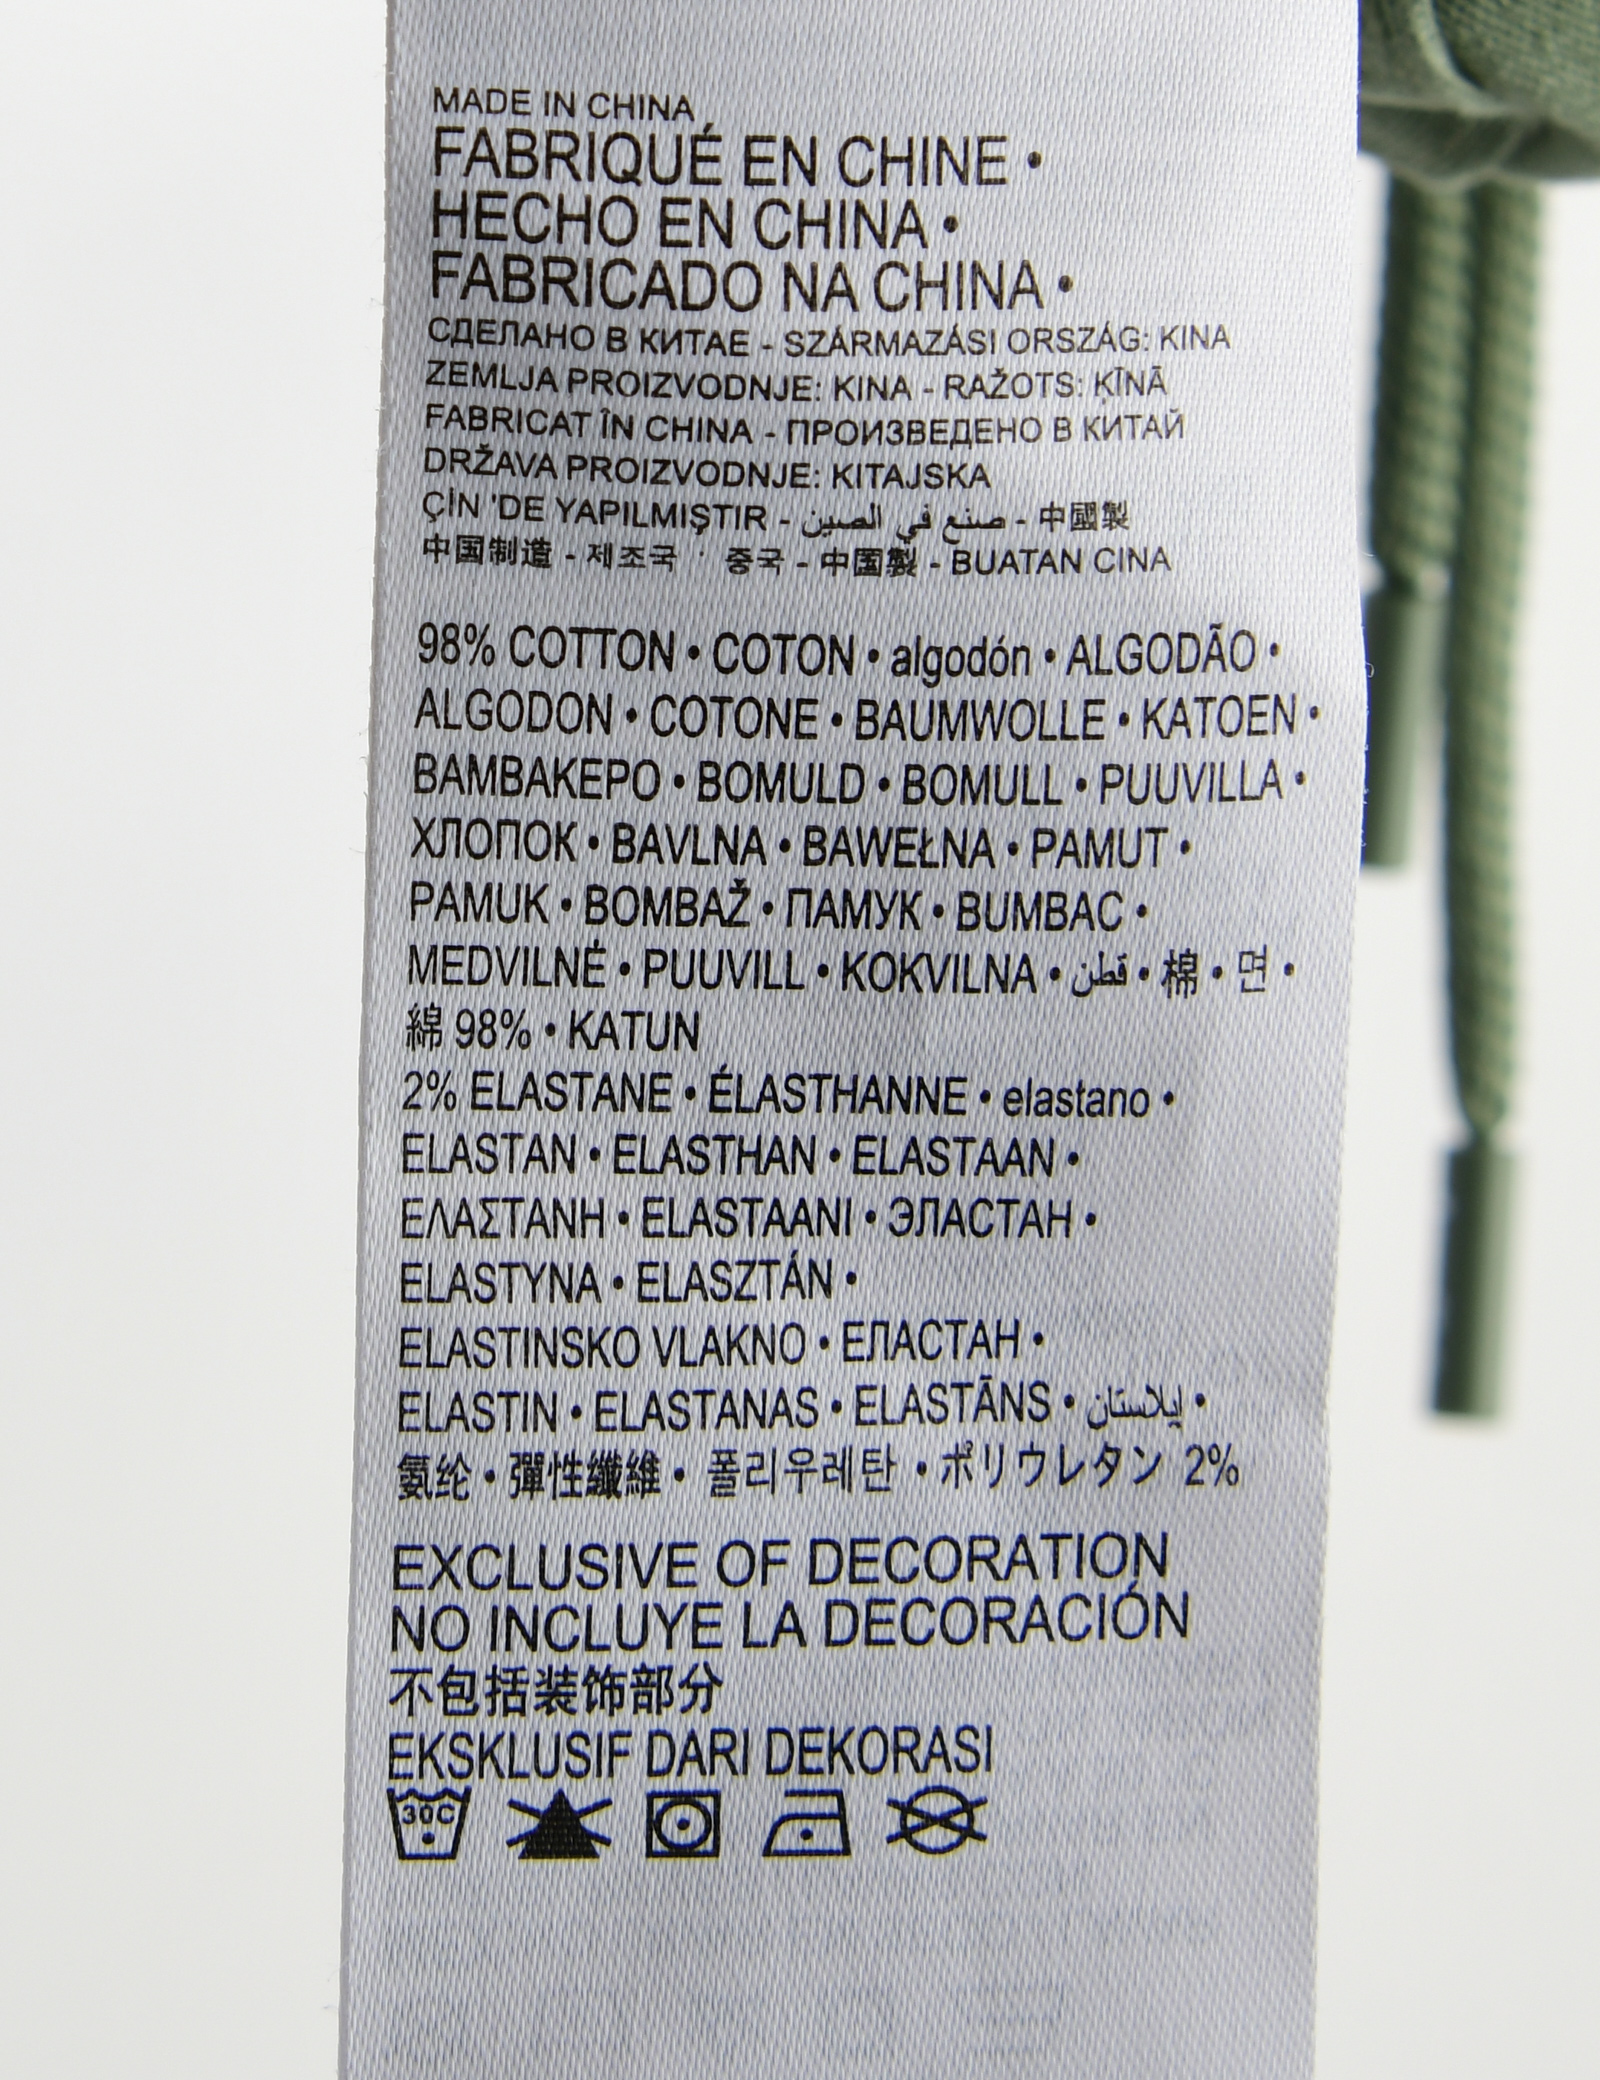 MADE IN CHINA
FABRIQUÉ EN CHINE •
HECHO EN CHINA •
FABRICADO NA CHINA •
СДЕЛАНО В КИТАЕ - SZÁRMAZÁSI ORSZÁG: KINA
ZEMLJA PROIZVODNJE: KINA - RAŽOTS: ĶĪNĀ
FABRICAT ÎN CHINA - ПРОИЗВЕДЕНО В КИТАЙ
DRŽAVA PROIZVODNJE: KITAJSKA
ÇİN 'DE YAPILMIŞTIR - صنع في الصين - 中國製
中国制造 - 제조국 : 중국 - 中国製 - BUATAN CINA
98% COTTON • COTON • algodón • ALGODÃO •
ALGODON • COTONE • BAUMWOLLE • KATOEN •
ΒΑΜΒΑΚΕΡΟ • BOMULD • BOMULL • PUUVILLA •
ХЛОПОК • BAVLNA • BAWEŁNA • PAMUT •
PAMUK • BOMBAŽ • ПАМУК • BUMBAC •
MEDVILNĖ • PUUVILL • KOKVILNA • قطن • 棉 • 면 •
綿 98% • KATUN
2% ELASTANE • ÉLASTHANNE • elastano •
ELASTAN • ELASTHAN • ELASTAAN •
ΕΛΑΣΤΑΝΗ • ELASTAANI • ЭЛАСТАН •
ELASTYNA • ELASZTÁN •
ELASTINSKO VLAKNO • ЕЛАСТАН •
ELASTIN • ELASTANAS • ELASTĀNS • إيلاستان •
氨纶 • 彈性纖維 • 폴리우레탄 • ポリウレタン 2%
EXCLUSIVE OF DECORATION
NO INCLUYE LA DECORACIÓN
不包括装饰部分
EKSKLUSIF DARI DEKORASI
30C